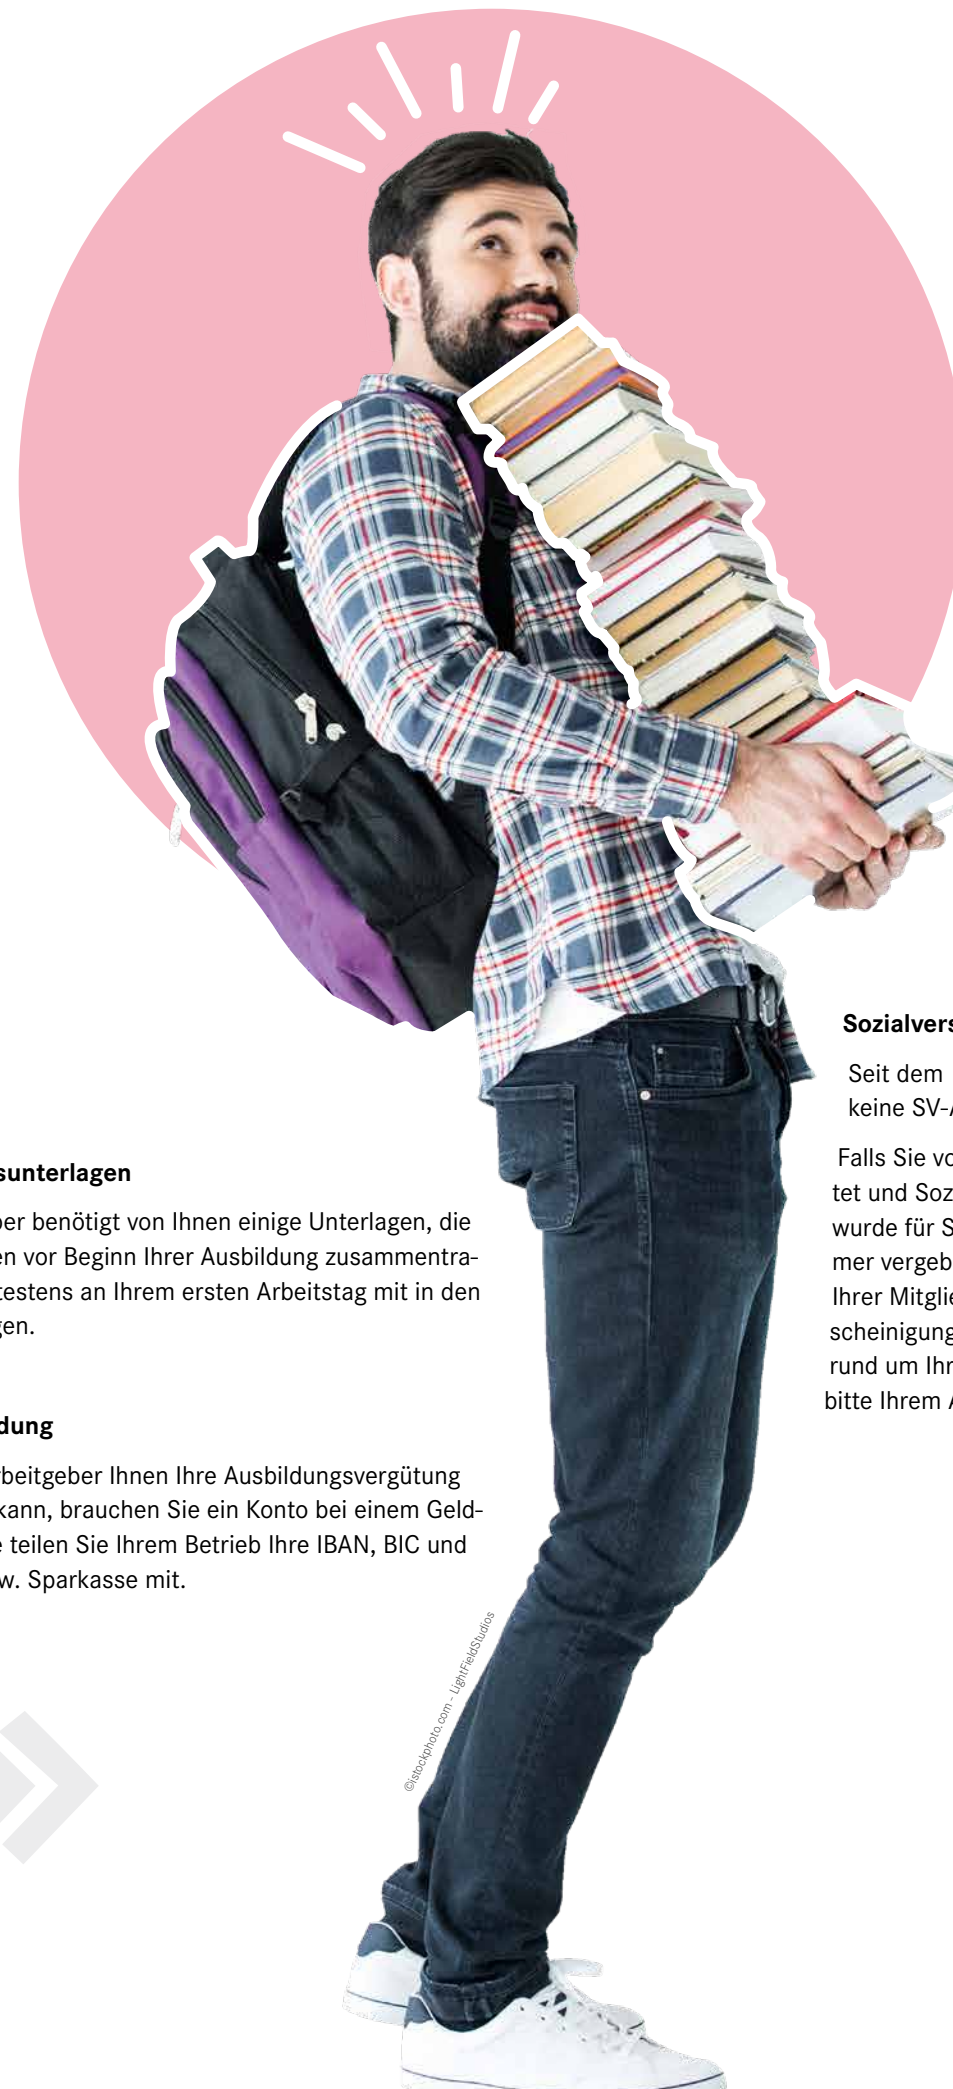 sunterlagen
ber benötigt von Ihnen einige Unterlagen, die
en vor Beginn Ihrer Ausbildung zusammentra-
testens an Ihrem ersten Arbeitstag mit in den
gen.
dung
rbeitgeber Ihnen Ihre Ausbildungsvergütung
kann, brauchen Sie ein Konto bei einem Geld-
e teilen Sie Ihrem Betrieb Ihre IBAN, BIC und
w. Sparkasse mit.
©istockphoto.com - LightFieldStudios
Sozialvers
Seit dem
keine SV-A
Falls Sie vo
tet und Soz
wurde für S
mer vergeb
Ihrer Mitglie
scheinigung
rund um Ihr
bitte Ihrem A